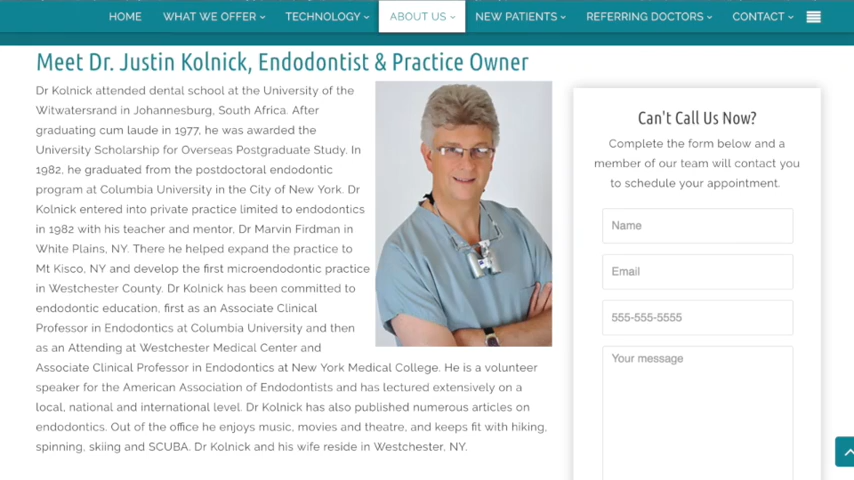 HOME WHAT WE OFFER TECHNOLOGY ABOUT US NEW PATIENTS REFERRING DOCTORS CONTACT
Meet Dr. Justin Kolnick, Endodontist & Practice Owner
Dr Kolnick attended dental school at the University of the
Witwatersrand in Johannesburg, South Africa. After
graduating cum laude in 1977, he was awarded the
University Scholarship for Overseas Postgraduate Study. In
1982, he graduated from the postdoctoral endodontic
program at Columbia University in the City of New York. Dr
Kolnick entered into private practice limited to endodontics
in 1982 with his teacher and mentor, Dr Marvin Firdman in
White Plains, NY. There he helped expand the practice to
Mt Kisco, NY and develop the first microendodontic practice
in Westchester County. Dr Kolnick has been committed to
endodontic education, first as an Associate Clinical
Professor in Endodontics at Columbia University and then
as an Attending at Westchester Medical Center and
Associate Clinical Professor in Endodontics at New York Medical College. He is a volunteer
speaker for the American Association of Endodontists and has lectured extensively on a
local, national and international level. Dr Kolnick has also published numerous articles on
endodontics. Out of the office he enjoys music, movies and theatre, and keeps fit with hiking,
spinning, skiing and SCUBA. Dr Kolnick and his wife reside in Westchester, NY.
Can't Call Us Now?
Complete the form below and a
member of our team will contact you
to schedule your appointment.
Name
Email
555-555-5555
Your message